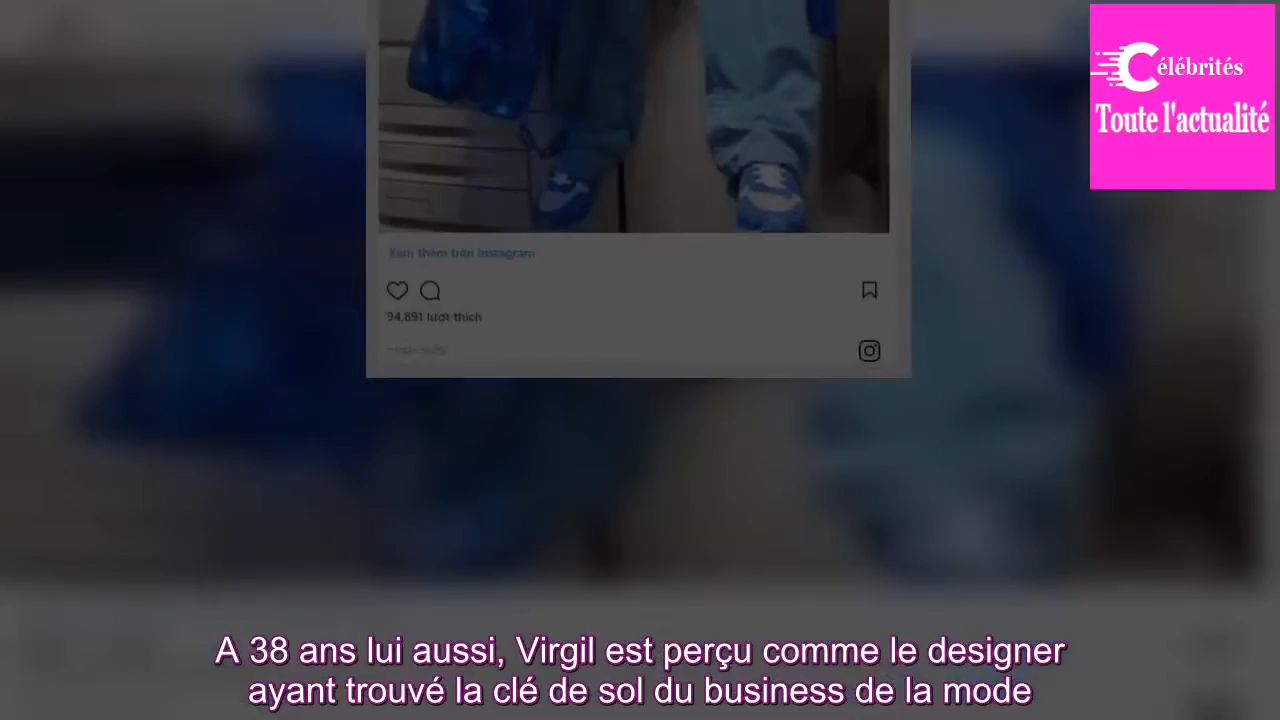 Célébrités
Toute l'actualité
Xem thêm trên Instagram
94,891 lượt thích
A 38 ans lui aussi, Virgil est perçu comme le designer
ayant trouvé la clé de sol du business de la mode